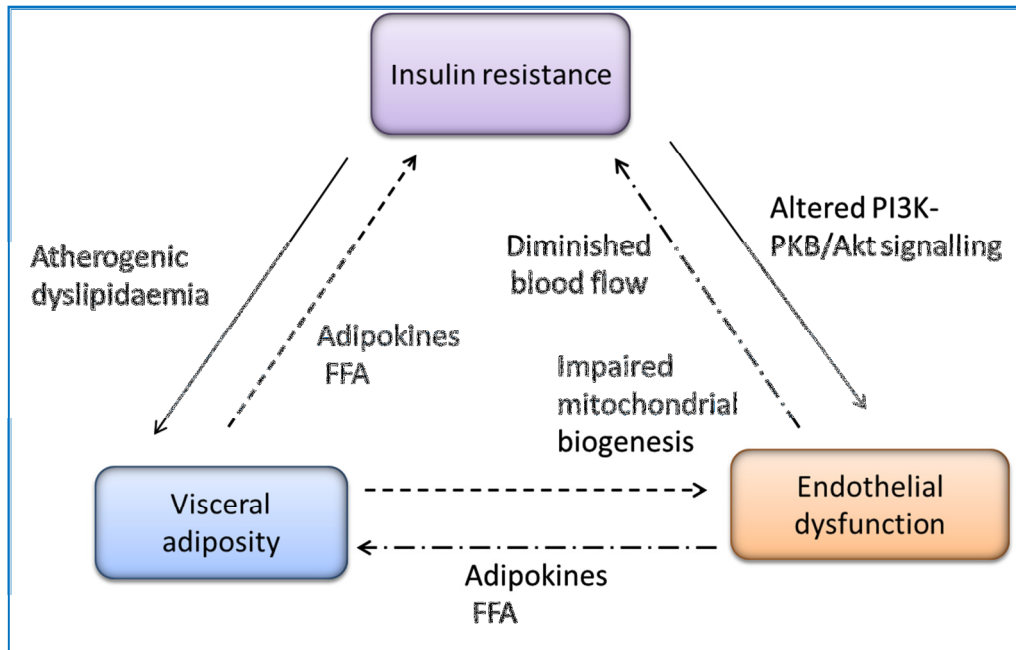 Insulin resistance
Altered PI3K-
PKB/Akt signalling
Diminished
blood flow
Atherogenic
dyslipidaemia
Adipokines
FFA
Impaired
mitochondrial
biogenesis
Visceral
adiposity
Endothelial
dysfunction
Adipokines
FFA